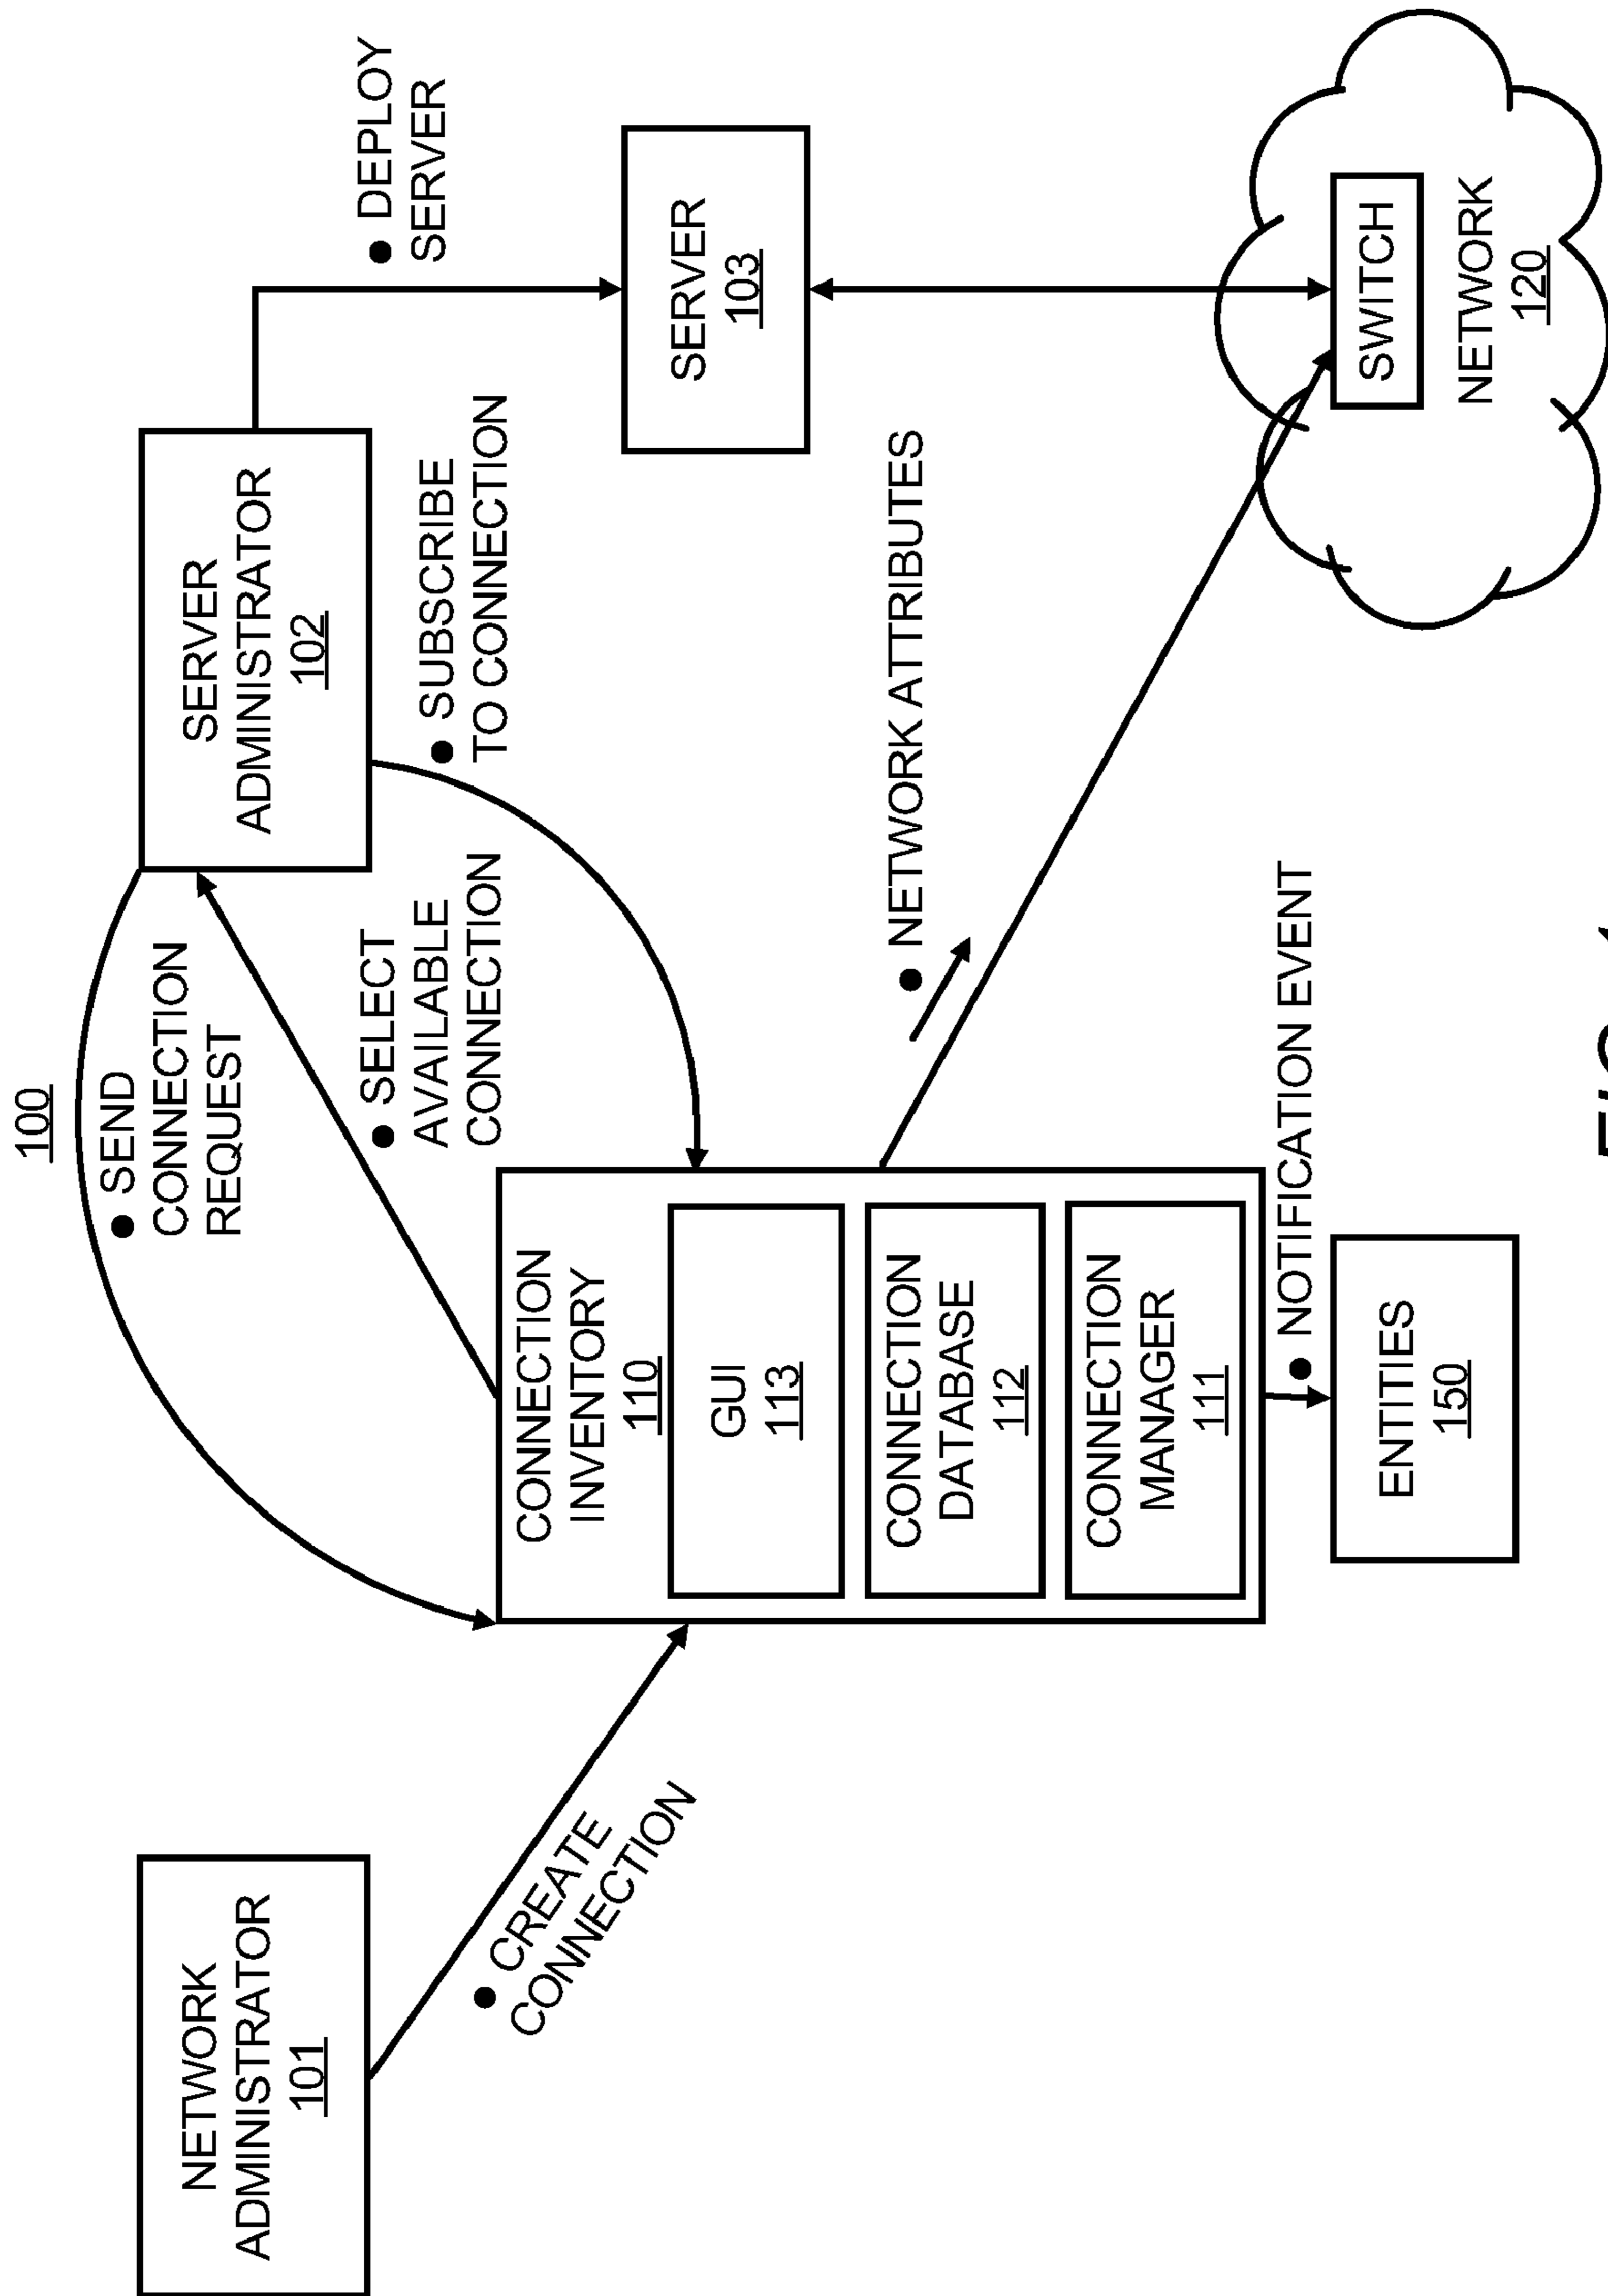 100
NETWORK
ADMINISTRATOR
101
● SEND
CONNECTION
REQUEST
SERVER
ADMINISTRATOR
102
● DEPLOY
SERVER
● SELECT
AVAILABLE
CONNECTION
● SUBSCRIBE
TO CONNECTION
● CREATE
CONNECTION
CONNECTION
INVENTORY
110
GUI
113
CONNECTION
DATABASE
112
CONNECTION
MANAGER
111
SERVER
103
● NETWORK ATTRIBUTES
● NOTIFICATION EVENT
ENTITIES
150
SWITCH
NETWORK
120